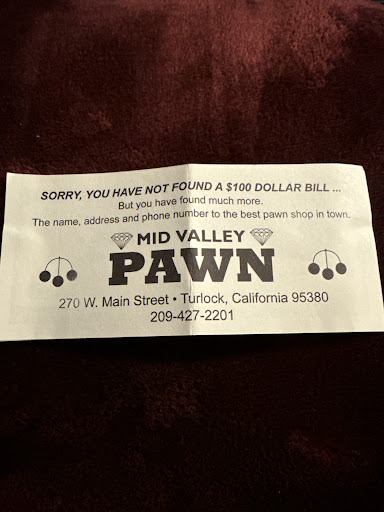 SORRY, YOU HAVE NOT FOUND A $100 DOLLAR BILL ...
But you have found much more.
The name, address and phone number to the best pawn shop in town.
MID VALLEY
PAWN
270 W. Main Street • Turlock, California 95380
209-427-2201